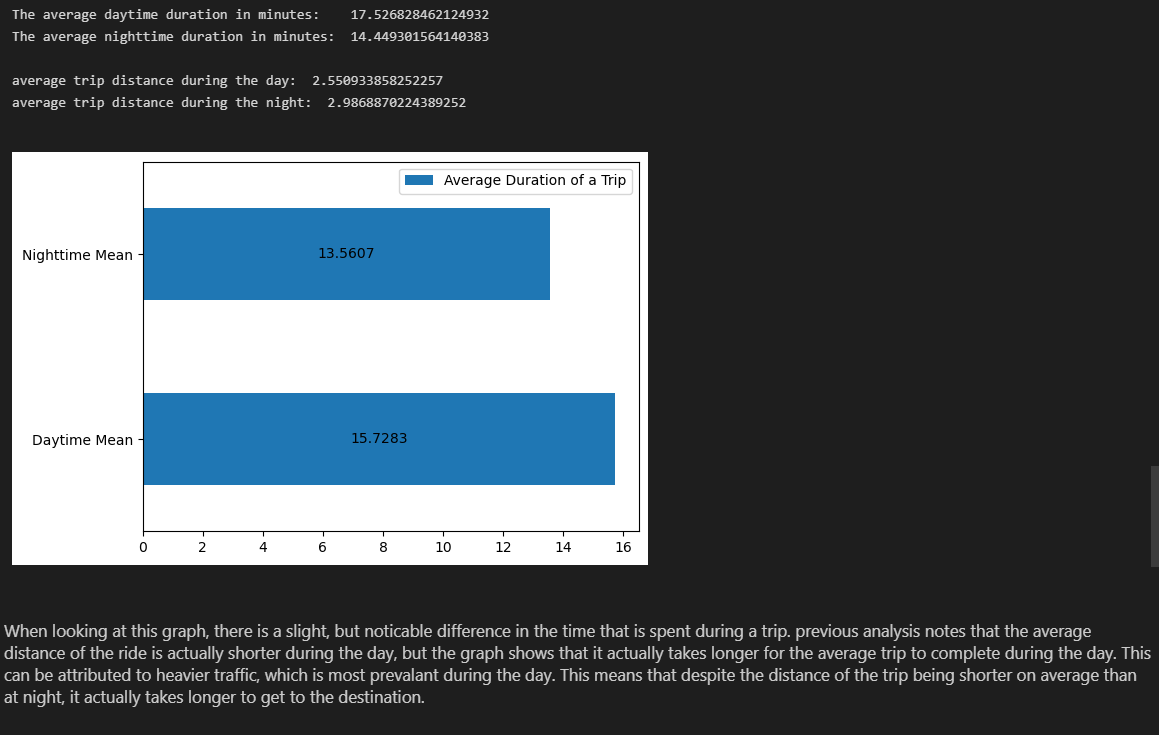 The average daytime duration in minutes:    17.526828462124932
The average nighttime duration in minutes:  14.449301564140383
average trip distance during the day:  2.550933858252257
average trip distance during the night:  2.9868870224389252
Average Duration of a Trip
Nighttime Mean
13.5607
Daytime Mean
15.7283
0 2 4 6 8 10 12 14 16
When looking at this graph, there is a slight, but noticable difference in the time that is spent during a trip. previous analysis notes that the average
distance of the ride is actually shorter during the day, but the graph shows that it actually takes longer for the average trip to complete during the day. This
can be attributed to heavier traffic, which is most prevalant during the day. This means that despite the distance of the trip being shorter on average than
at night, it actually takes longer to get to the destination.